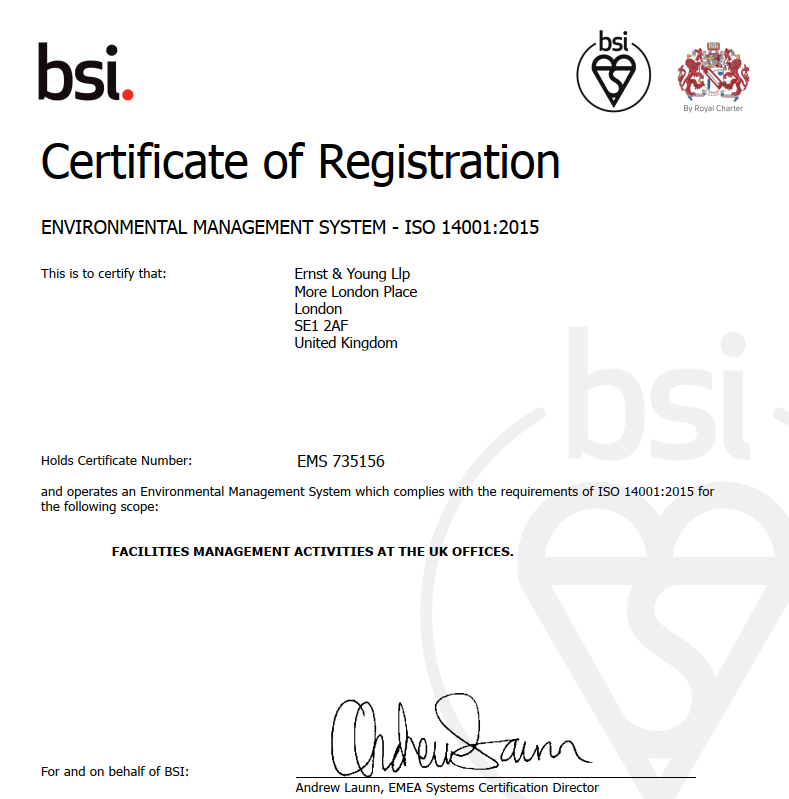 bsi.
bsi
By Royal Charter
Certificate of Registration
ENVIRONMENTAL MANAGEMENT SYSTEM - ISO 14001:2015
This is to certify that:
Ernst & Young Llp
More London Place
London
SE1 2AF
United Kingdom
bsi
Holds Certificate Number:
EMS 735156
and operates an Environmental Management System which complies with the requirements of ISO 14001:2015 for
the following scope:
FACILITIES MANAGEMENT ACTIVITIES AT THE UK OFFICES.
Andrew Launn
For and on behalf of BSI:
Andrew Launn, EMEA Systems Certification Director